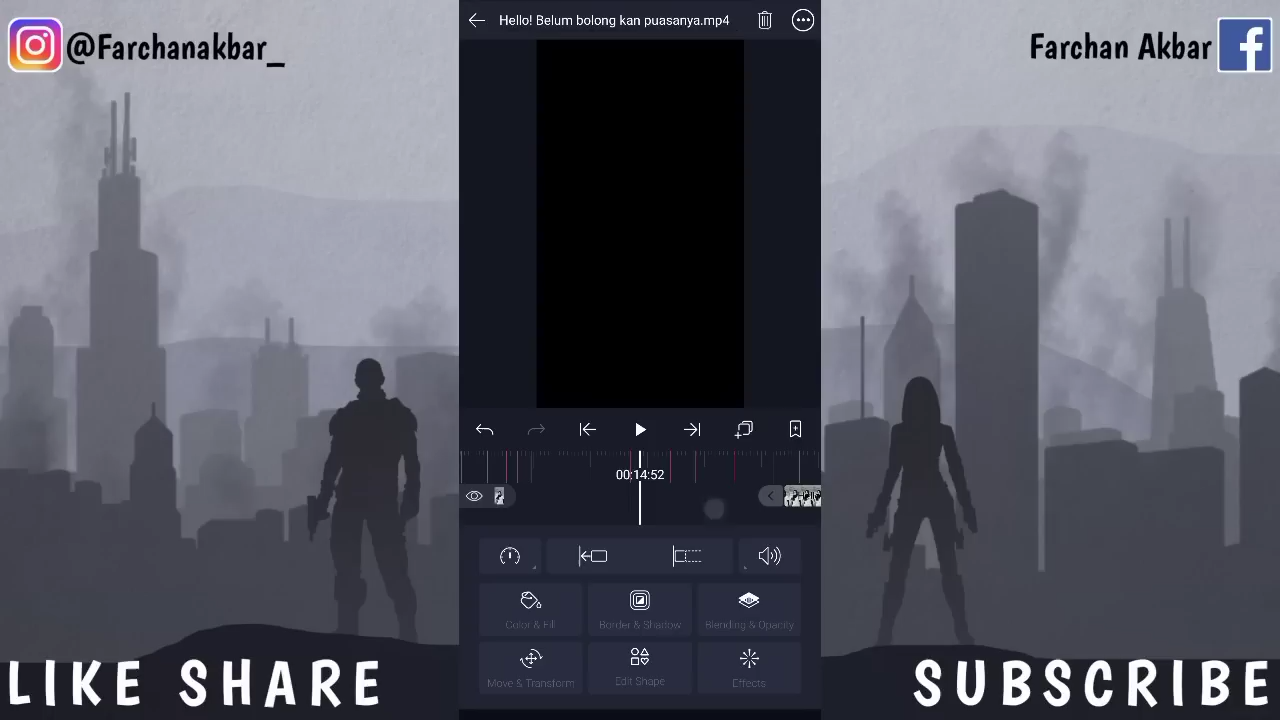 @Farchanakbar_
Hello! Belum bolong kan puasanya.mp4
Farchan Akbar
00:14:52
Color & Fill
Border & Shadow
Blending & Opacity
Move & Transform
Edit Shape
Effects
LIKE SHARE
SUBSCRIBE